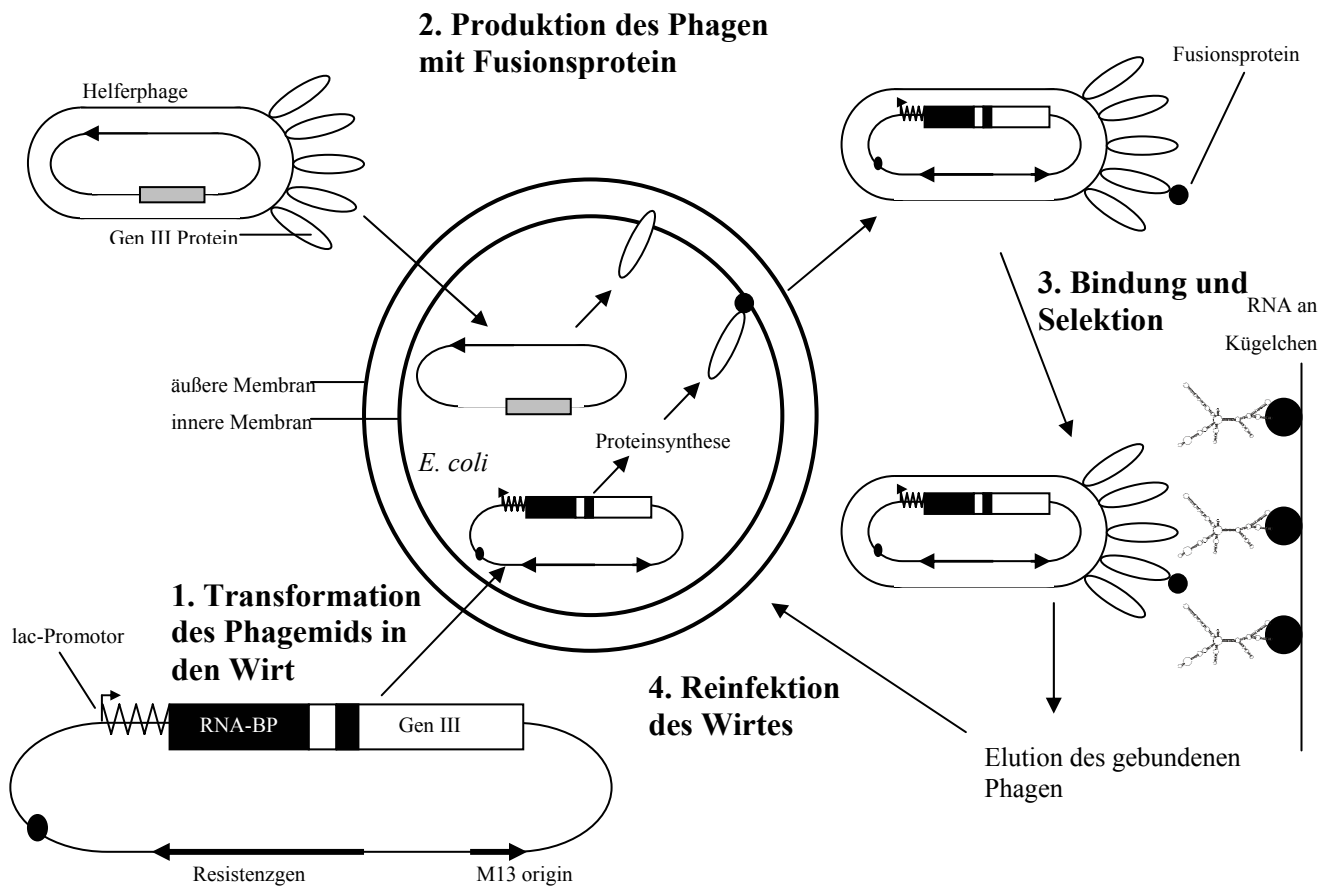 2. Produktion des Phagen
mit Fusionsprotein
Helferphage
Gen III Protein
Fusionsprotein
3. Bindung und
Selektion
RNA an
Kügelchen
äußere Membran
innere Membran
E. coli
Proteinsynthese
1. Transformation
des Phagemids in
den Wirt
lac-Promotor
RNA-BP
Gen III
Resistenzgen
M13 origin
4. Reinfektion
des Wirtes
Elution des gebundenen
Phagen